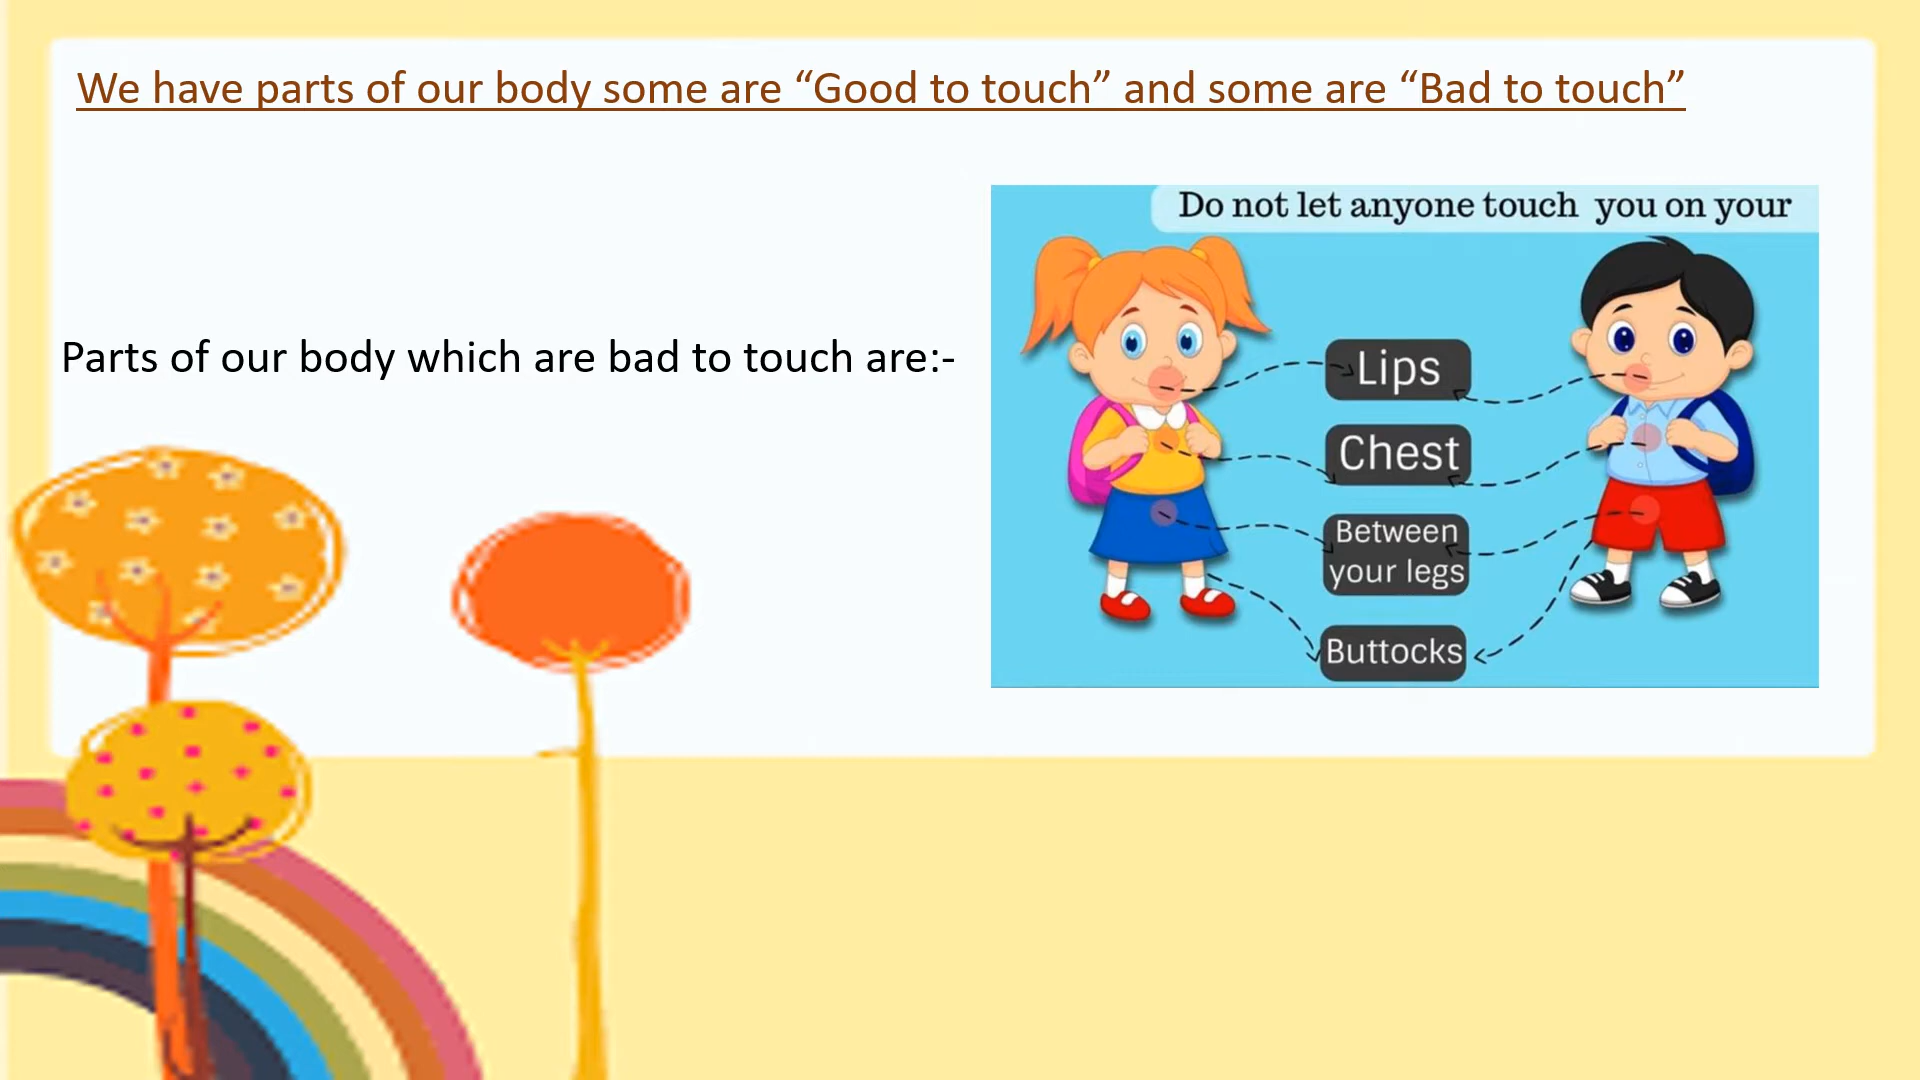 We have parts of our body some are “Good to touch” and some are “Bad to touch”
Parts of our body which are bad to touch are:-
Do not let anyone touch you on your
Lips
Chest
Between
your legs
Buttocks